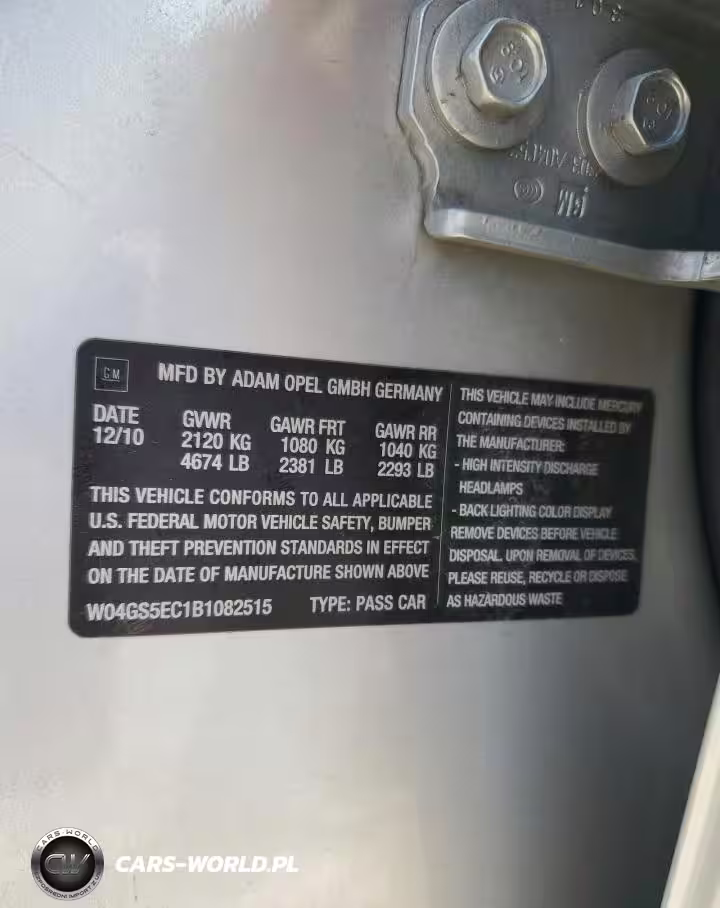 GM
MFD BY ADAM OPEL GMBH GERMANY
DATE GVWR GAWR FRT GAWR RR
12/10 2120 KG 1080 KG 1040 KG
4674 LB 2381 LB 2293 LB
THIS VEHICLE CONFORMS TO ALL APPLICABLE
U.S. FEDERAL MOTOR VEHICLE SAFETY, BUMPER
AND THEFT PREVENTION STANDARDS IN EFFECT
ON THE DATE OF MANUFACTURE SHOWN ABOVE
W04GS5EC1B1082515 TYPE: PASS CAR
THIS VEHICLE MAY INCLUDE MERCURY
CONTAINING DEVICES INSTALLED BY
THE MANUFACTURER:
- HIGH INTENSITY DISCHARGE
HEADLAMPS
- BACK LIGHTING COLOR DISPLAY
REMOVE DEVICES BEFORE VEHICLE
DISPOSAL. UPON REMOVAL OF DEVICES,
PLEASE REUSE, RECYCLE OR DISPOSE
AS HAZARDOUS WASTE
CARS-WORLD
CW
CARS-WORLD.PL